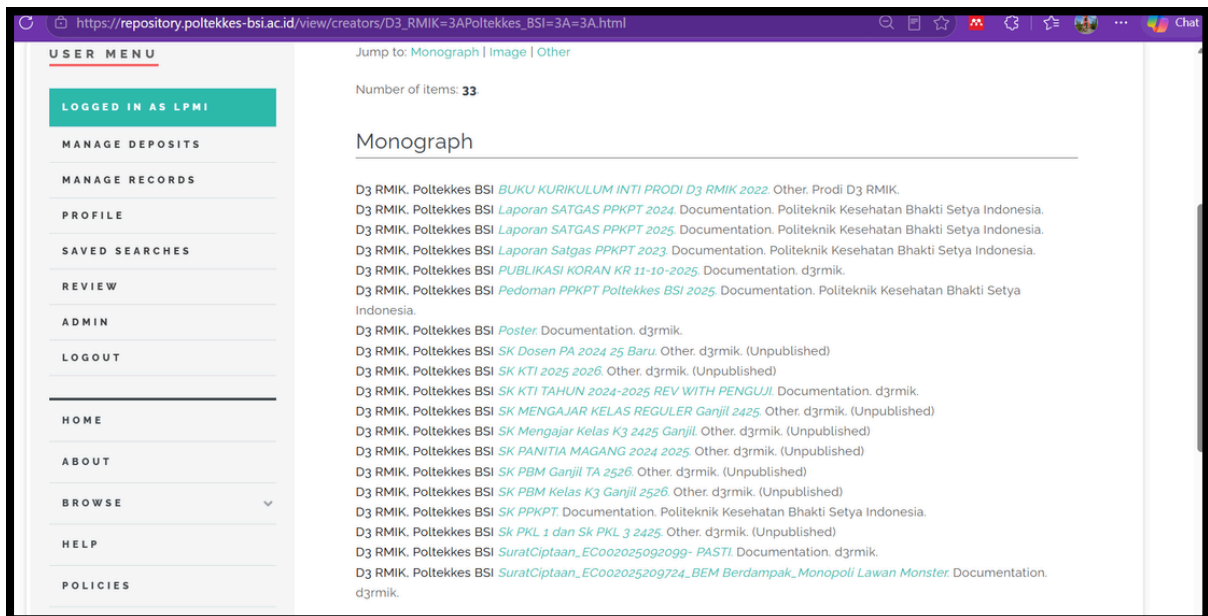 https://repository.poltekkes-bsi.ac.id/view/creators/D3_RMIK=3APoltekkes_BSI=3A=3A.html
Chat
USER MENU
LOGGED IN AS LPMI
MANAGE DEPOSITS
MANAGE RECORDS
PROFILE
SAVED SEARCHES
REVIEW
ADMIN
LOGOUT
HOME
ABOUT
BROWSE
HELP
POLICIES
Jump to: Monograph | Image | Other
Number of items: 33.
Monograph
D3 RMIK, Poltekkes BSI BUKU KURIKULUM INTI PRODI D3 RMIK 2022. Other. Prodi D3 RMIK.
D3 RMIK, Poltekkes BSI Laporan SATGAS PPKPT 2024. Documentation. Politeknik Kesehatan Bhakti Setya Indonesia.
D3 RMIK, Poltekkes BSI Laporan SATGAS PPKPT 2025. Documentation. Politeknik Kesehatan Bhakti Setya Indonesia.
D3 RMIK, Poltekkes BSI Laporan Satgas PPKPT 2023. Documentation. Politeknik Kesehatan Bhakti Setya Indonesia.
D3 RMIK, Poltekkes BSI PUBLIKASI KORAN KR 11-10-2025. Documentation. d3rmik.
D3 RMIK, Poltekkes BSI Pedoman PPKPT Poltekkes BSI 2025. Documentation. Politeknik Kesehatan Bhakti Setya
Indonesia.
D3 RMIK, Poltekkes BSI Poster. Documentation. d3rmik.
D3 RMIK, Poltekkes BSI SK Dosen PA 2024 25 Baru. Other. d3rmik. (Unpublished)
D3 RMIK, Poltekkes BSI SK KTI 2025 2026. Other. d3rmik. (Unpublished)
D3 RMIK, Poltekkes BSI SK KTI TAHUN 2024-2025 REV WITH PENGUJI. Documentation. d3rmik.
D3 RMIK, Poltekkes BSI SK MENGAJAR KELAS REGULER Ganjil 2425. Other. d3rmik. (Unpublished)
D3 RMIK, Poltekkes BSI SK Mengajar Kelas K3 2425 Ganjil. Other. d3rmik. (Unpublished)
D3 RMIK, Poltekkes BSI SK PANITIA MAGANG 2024 2025. Other. d3rmik. (Unpublished)
D3 RMIK, Poltekkes BSI SK PBM Ganjil TA 2526. Other. d3rmik. (Unpublished)
D3 RMIK, Poltekkes BSI SK PBM Kelas K3 Ganjil 2526. Other. d3rmik. (Unpublished)
D3 RMIK, Poltekkes BSI SK PPKPT. Documentation. Politeknik Kesehatan Bhakti Setya Indonesia.
D3 RMIK, Poltekkes BSI Sk PKL 1 dan Sk PKL 3 2425. Other. d3rmik. (Unpublished)
D3 RMIK, Poltekkes BSI SuratCiptaan_EC002025092099- PASTI. Documentation. d3rmik.
D3 RMIK, Poltekkes BSI SuratCiptaan_EC002025209724_BEM Berdampak_Monopoli Lawan Monster. Documentation.
d3rmik.